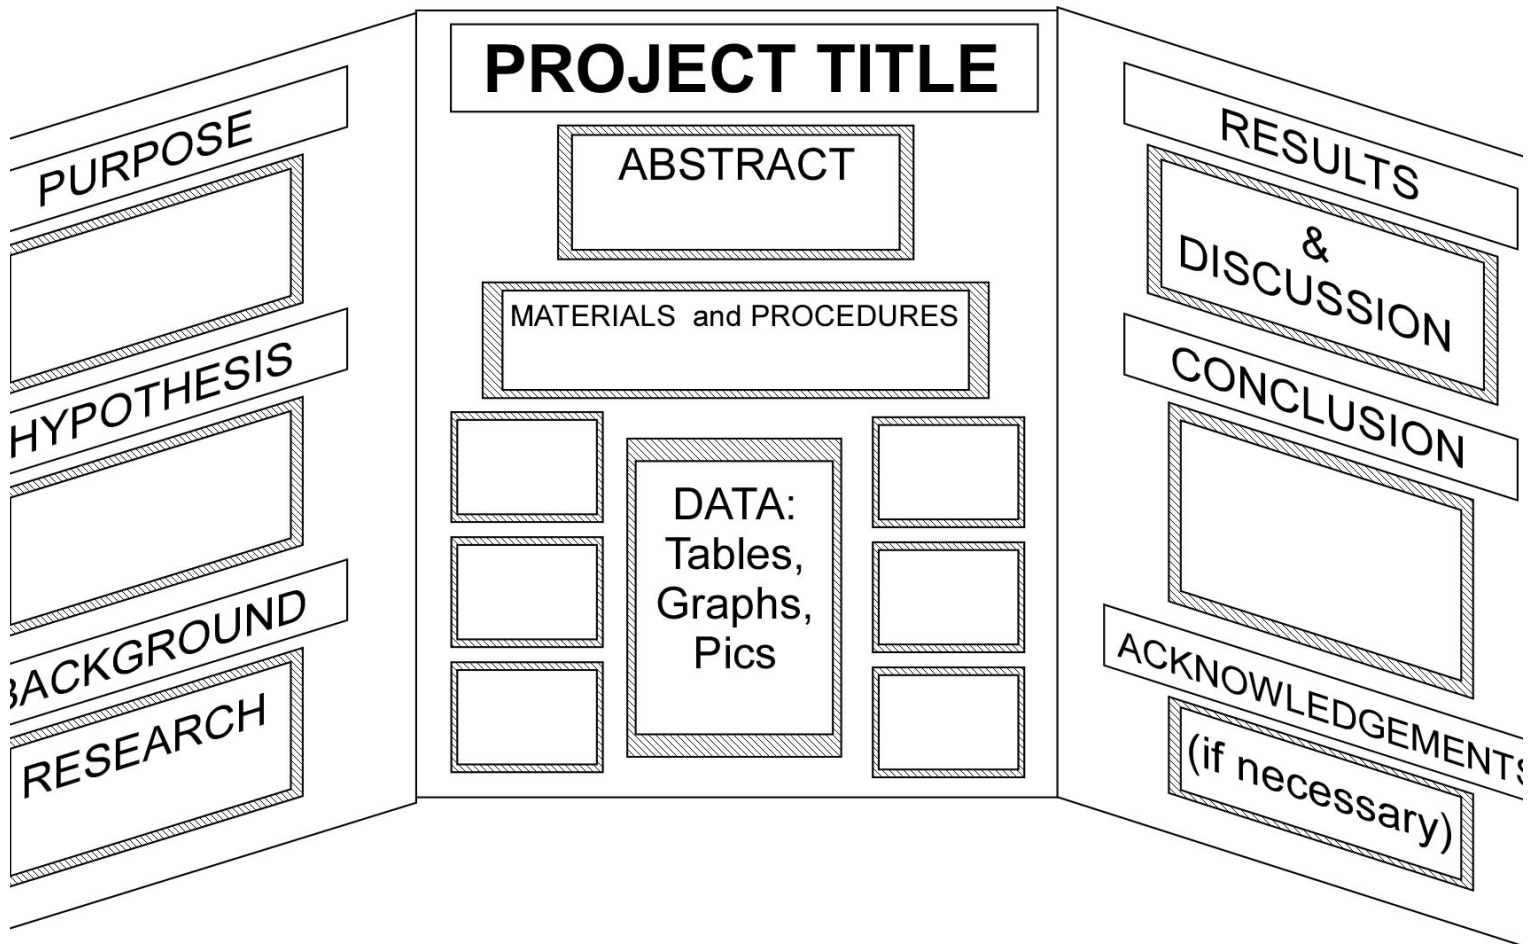 PROJECT TITLE
PURPOSE
HYPOTHESIS
BACKGROUND
RESEARCH
ABSTRACT
MATERIALS and PROCEDURES
DATA:
Tables,
Graphs,
Pics
RESULTS
&
DISCUSSION
CONCLUSION
ACKNOWLEDGEMENTS
(if necessary)